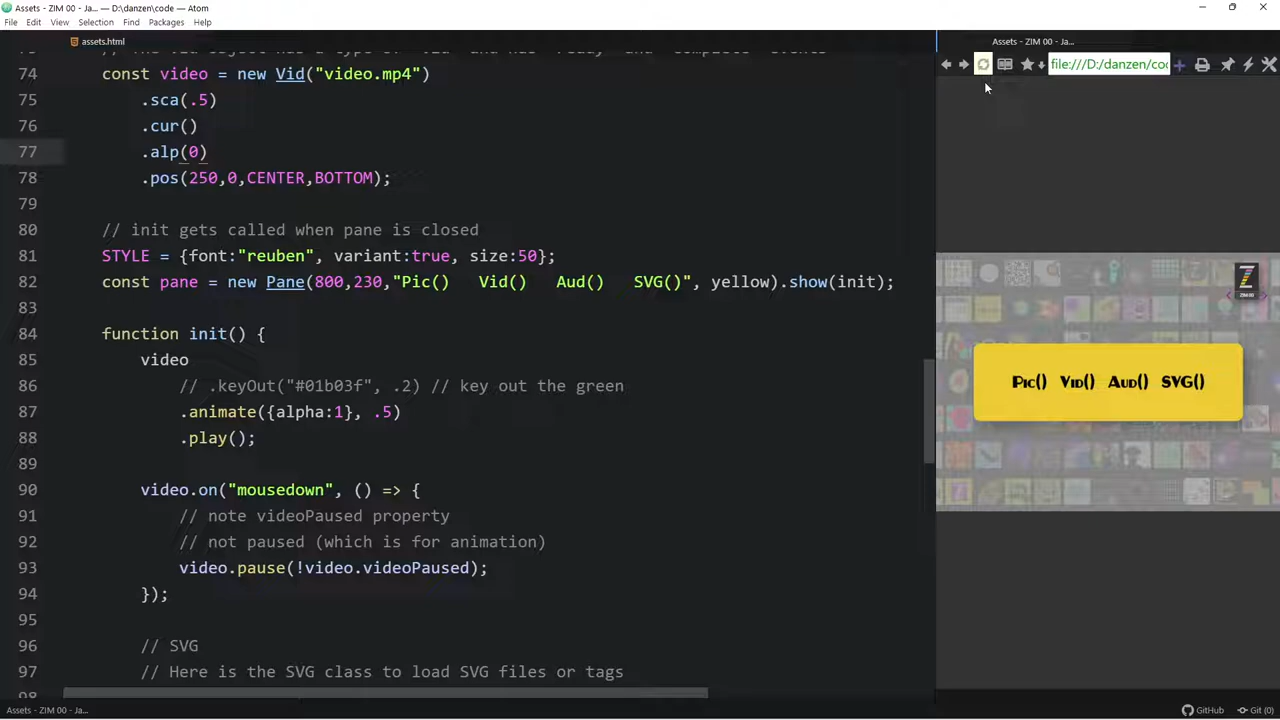 Assets - ZIM 00 - Ja... — D:\danzen\code — Atom
File Edit View Selection Find Packages Help
assets.html
Assets - ZIM 00 - Ja...
file:///D:/danzen/coc
74 const video = new Vid("video.mp4")
75 .sca(.5)
76 .cur()
77 .alp(0)
78 .pos(250,0,CENTER,BOTTOM);
79
80 // init gets called when pane is closed
81 STYLE = {font:"reuben", variant:true, size:50};
82 const pane = new Pane(800,230,"Pic()   Vid()   Aud()   SVG()", yellow).show(init);
83
84 function init() {
85 video
86 // .keyOut("#01b03f", .2) // key out the green
87 .animate({alpha:1}, .5)
88 .play();
89
90 video.on("mousedown", () => {
91 // note videoPaused property
92 // not paused (which is for animation)
93 video.pause(!video.videoPaused);
94 });
95
96 // SVG
97 // Here is the SVG class to load SVG files or tags
98
ZIM 00
Pic() Vid() Aud() SVG()
Assets - ZIM 00 - Ja...
GitHub Git (0)